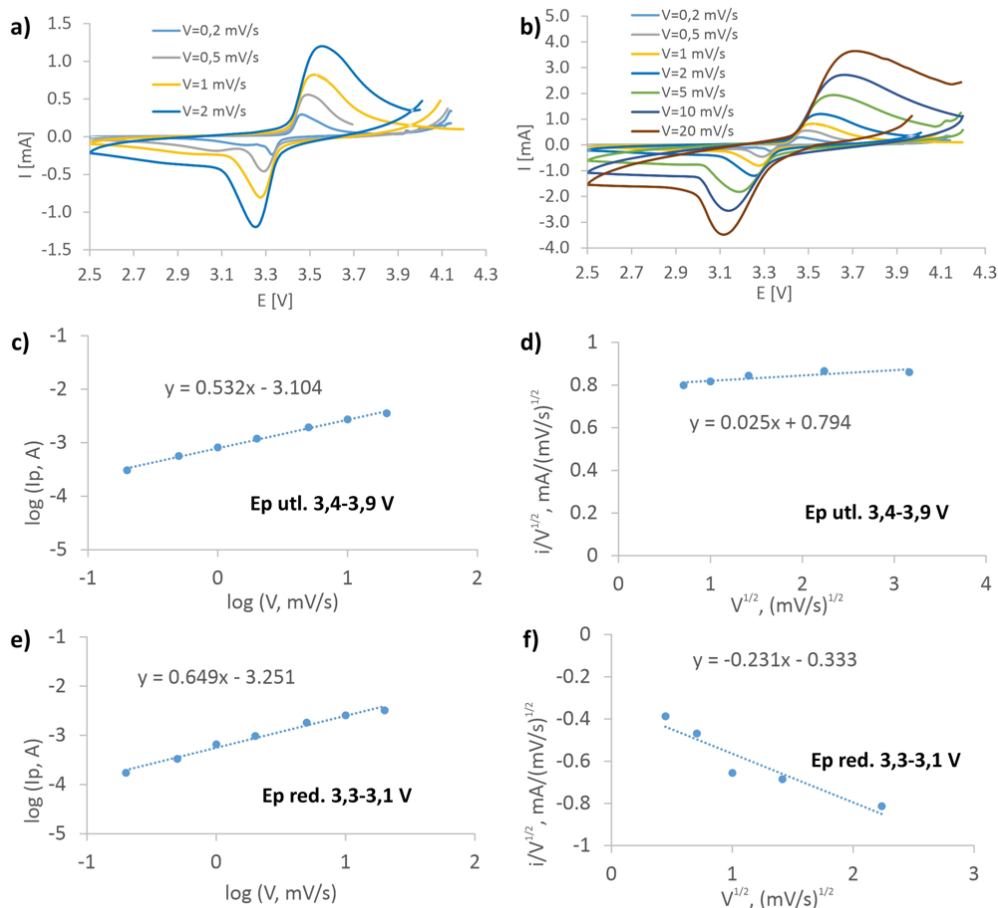 a)
V=0,2 mV/s
V=0,5 mV/s
V=1 mV/s
V=2 mV/s
I [mA]
1.5
1.0
0.5
0.0
-0.5
-1.0
-1.5
2.5 2.7 2.9 3.1 3.3 3.5 3.7 3.9 4.1 4.3
E [V]
b)
V=0,2 mV/s
V=0,5 mV/s
V=1 mV/s
V=2 mV/s
V=5 mV/s
V=10 mV/s
V=20 mV/s
I [mA]
5.0
4.0
3.0
2.0
1.0
0.0
-1.0
-2.0
-3.0
-4.0
2.5 2.7 2.9 3.1 3.3 3.5 3.7 3.9 4.1 4.3
E [V]
c)
log (Ip, A)
-1
-2
-3
-4
-5
y = 0.532x - 3.104
Ep utl. 3,4-3,9 V
-1 0 1 2
log (V, mV/s)
d)
i/V^1/2, mA/(mV/s)^1/2
1
0.8
0.6
0.4
0.2
0
y = 0.025x + 0.794
Ep utl. 3,4-3,9 V
0 1 2 3 4
V^1/2, (mV/s)^1/2
e)
log (Ip, A)
-1
-2
-3
-4
-5
y = 0.649x - 3.251
Ep red. 3,3-3,1 V
-1 0 1 2
log (V, mV/s)
f)
i/V^1/2, mA/(mV/s)^1/2
0
-0.2
-0.4
-0.6
-0.8
-1
y = -0.231x - 0.333
Ep red. 3,3-3,1 V
0 1 2 3
V^1/2, (mV/s)^1/2